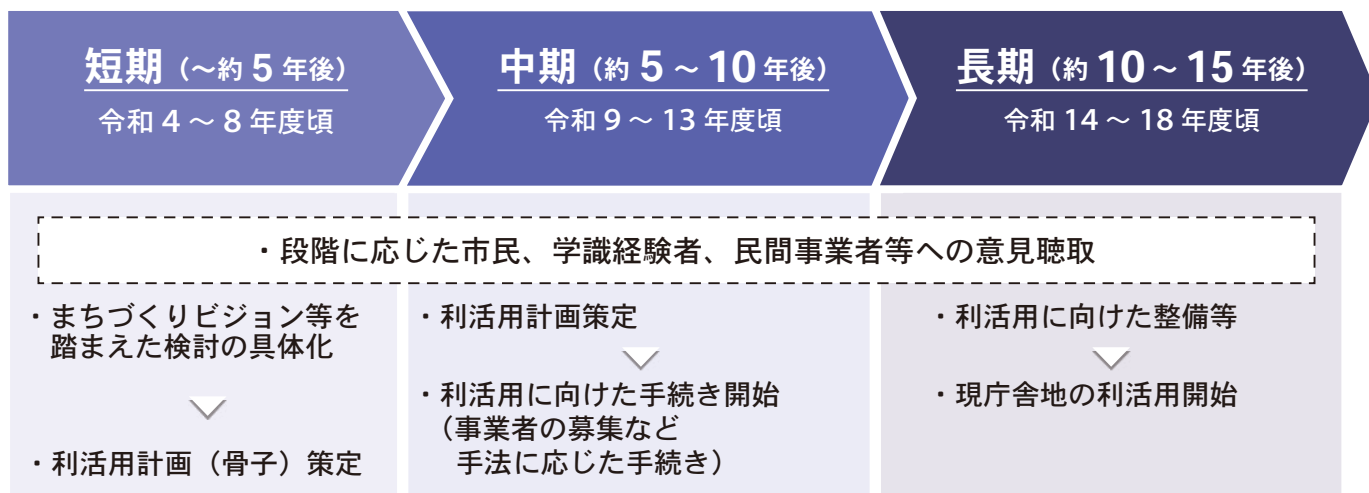 短期（～約5年後）
令和4～8年度頃
中期（約5～10年後）
令和9～13年度頃
長期（約10～15年後）
令和14～18年度頃
・段階に応じた市民、学識経験者、民間事業者等への意見聴取
・まちづくりビジョン等を
踏まえた検討の具体化
・利活用計画（骨子）策定
・利活用計画策定
・利活用に向けた手続き開始
（事業者の募集など
手法に応じた手続き）
・利活用に向けた整備等
・現庁舎地の利活用開始